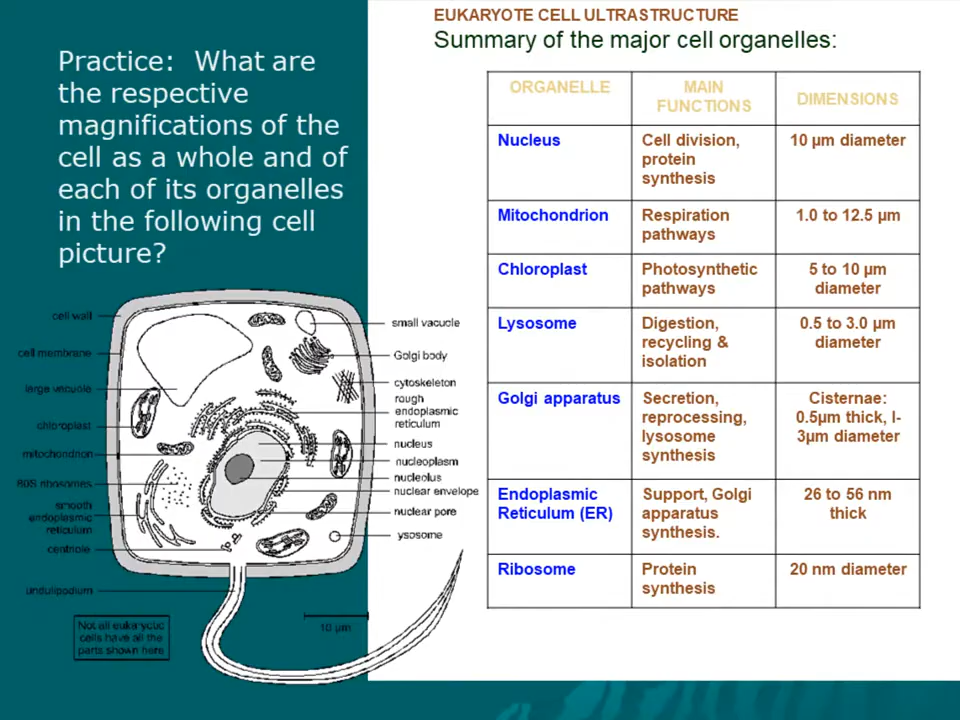 Practice: What are
the respective
magnifications of the
cell as a whole and of
each of its organelles
in the following cell
picture?
EUKARYOTE CELL ULTRASTRUCTURE
Summary of the major cell organelles:
ORGANELLE
MAIN
FUNCTIONS
DIMENSIONS
Nucleus
Cell division,
protein
synthesis
10 µm diameter
Mitochondrion
Respiration
pathways
1.0 to 12.5 µm
Chloroplast
Photosynthetic
pathways
5 to 10 µm
diameter
Lysosome
Digestion,
recycling &
isolation
0.5 to 3.0 µm
diameter
Golgi apparatus
Secretion,
reprocessing,
lysosome
synthesis
Cisternae:
0.5µm thick, I-
3µm diameter
Endoplasmic
Reticulum (ER)
Support, Golgi
apparatus
synthesis.
26 to 56 nm
thick
Ribosome
Protein
synthesis
20 nm diameter
cell wall
cell membrane
large vacuole
chloroplast
mitochondrion
80S ribosomes
smooth
endoplasmic
reticulum
centriole
undulipodium
small vacuole
Golgi body
cytoskeleton
rough
endoplasmic
reticulum
nucleus
nucleoplasm
nucleolus
nuclear envelope
nuclear pore
ysosome
10 µm
Not all eukaryotic
cells have all the
parts shown here